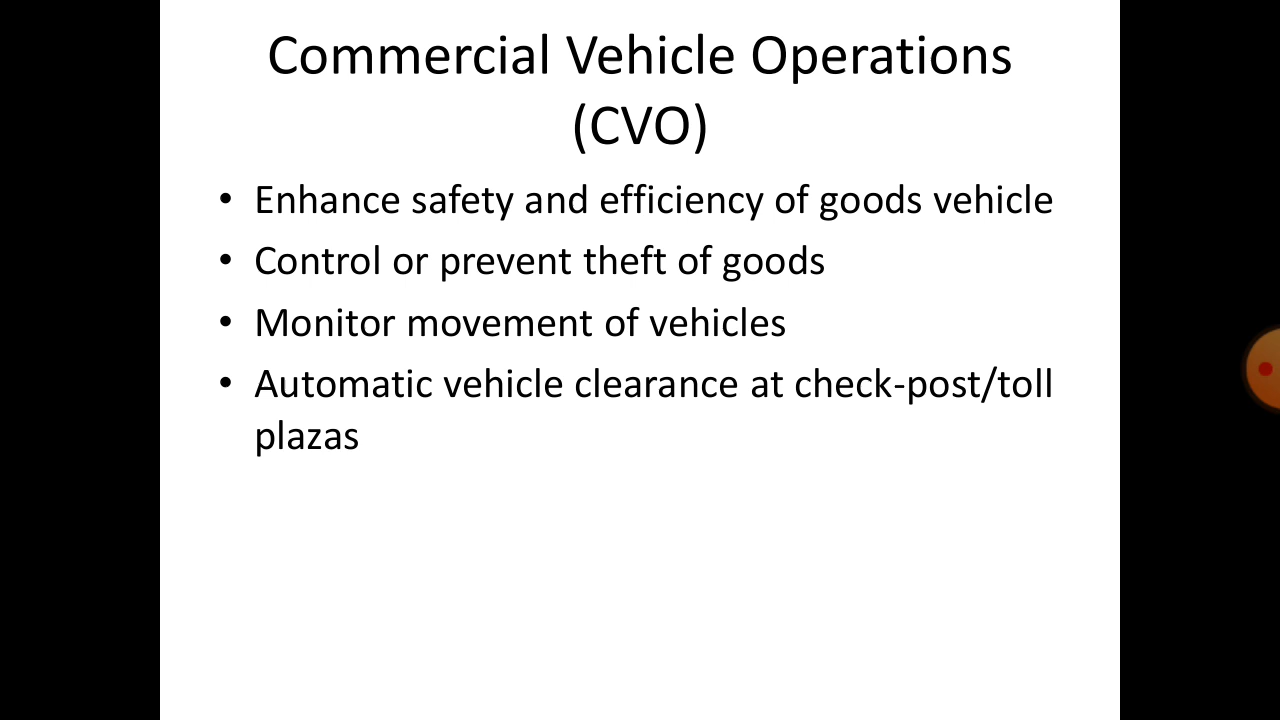 Commercial Vehicle Operations
(CVO)
• Enhance safety and efficiency of goods vehicle
• Control or prevent theft of goods
• Monitor movement of vehicles
• Automatic vehicle clearance at check-post/toll
plazas